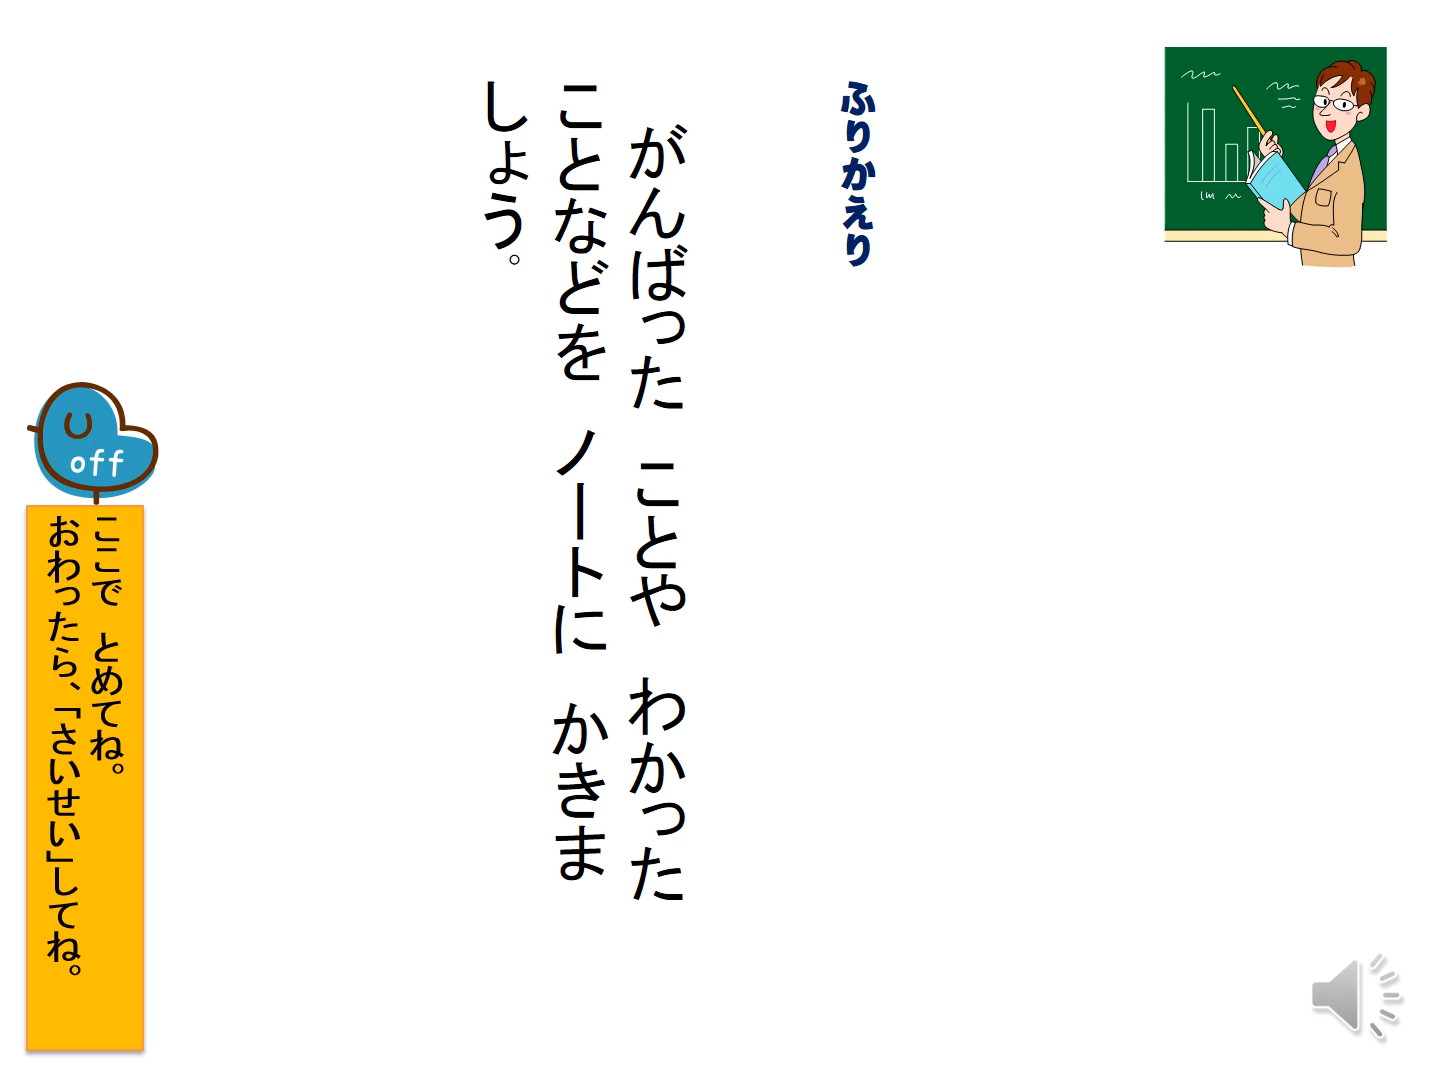 ふりかえり
がんばった　ことや　わかった
ことなどを　ノートに　かきま
しょう。
off
ここで　とめてね。
おわったら、「さいせい」してね。